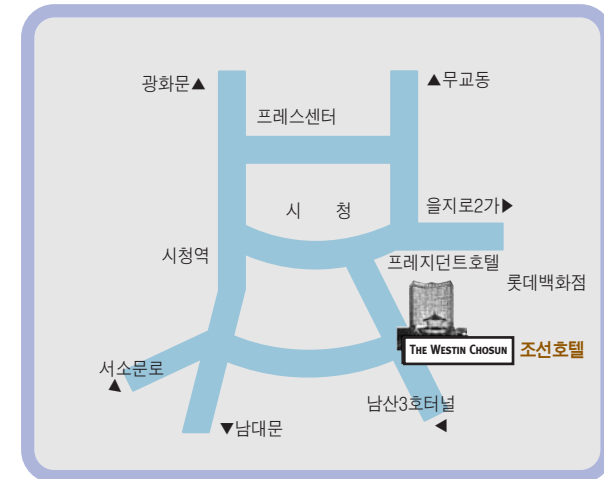 광화문▲
▲무교동
프레스센터
시 청
을지로2가▶
시청역
프레지던트호텔
롯데백화점
THE WESTIN CHOSUN
조선호텔
서소문로
▲
남산3호터널
◀
▼남대문